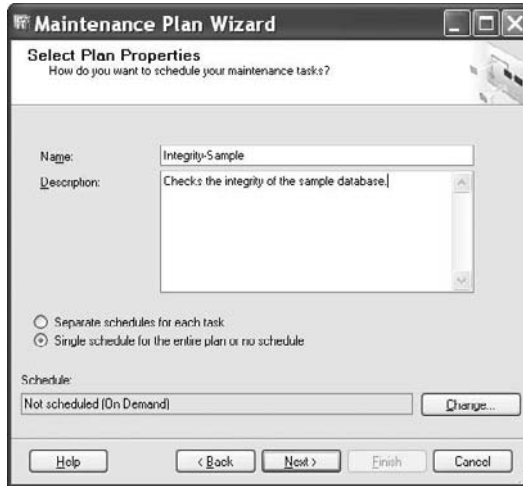 Maintenance Plan Wizard
Select Plan Properties
How do you want to schedule your maintenance tasks?
Name:
Integrity-Sample
Description:
Checks the integrity of the sample database.
Separate schedules for each task
Single schedule for the entire plan or no schedule
Schedule:
Not scheduled (On Demand)
Change...
Help
< Back
Next >
Finish
Cancel